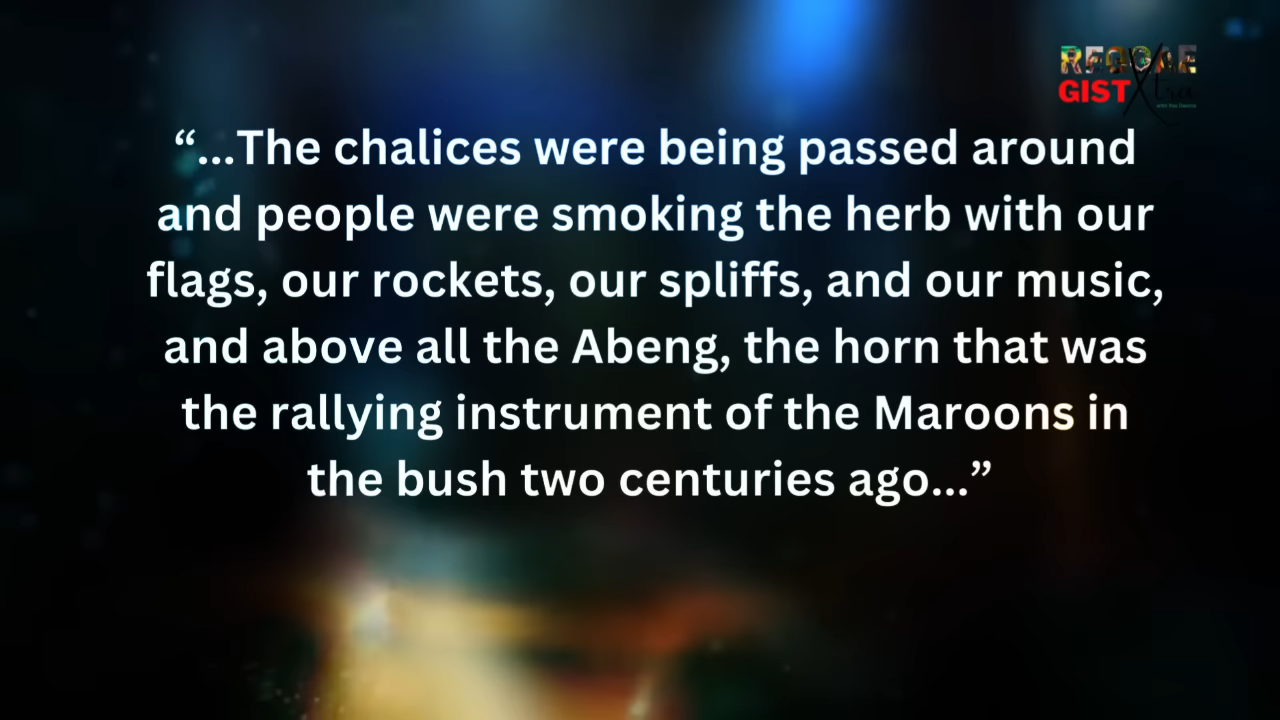 REGGAE
GIST Xtra
“...The chalices were being passed around
and people were smoking the herb with our
flags, our rockets, our spliffs, and our music,
and above all the Abeng, the horn that was
the rallying instrument of the Maroons in
the bush two centuries ago...”